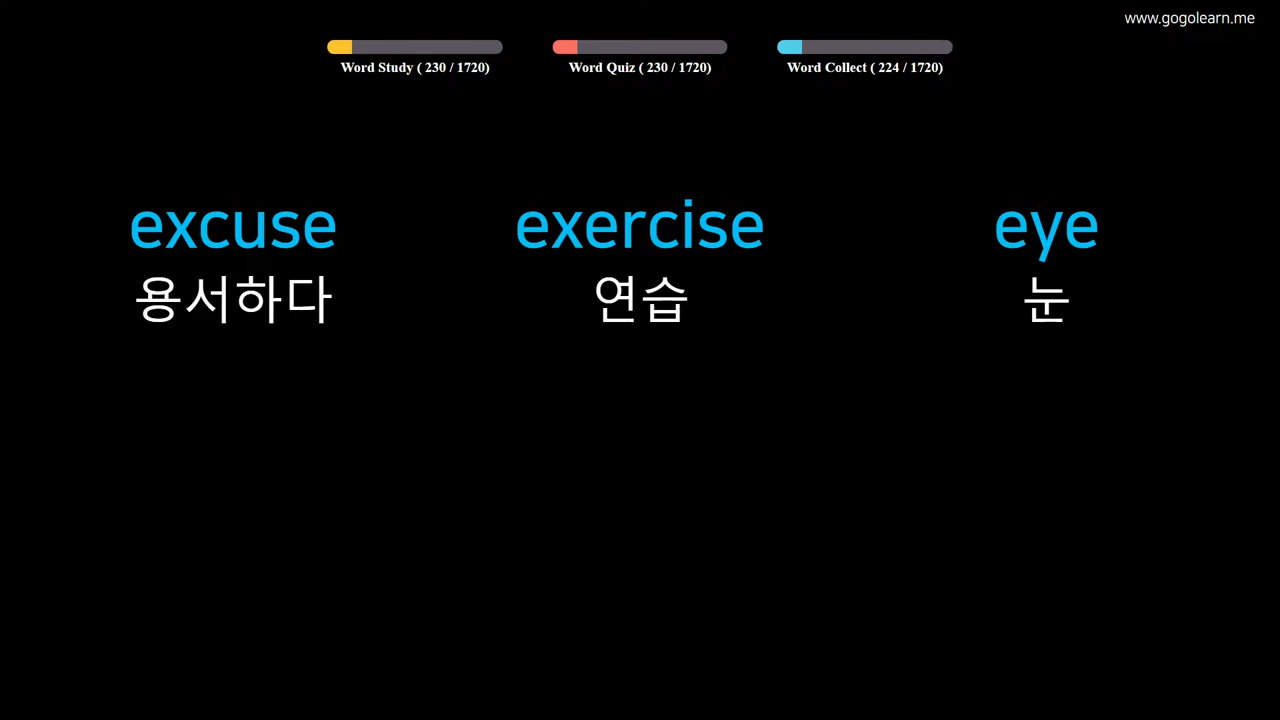 www.gogolearn.me
Word Study ( 230 / 1720)
Word Quiz ( 230 / 1720)
Word Collect ( 224 / 1720)
excuse
용서하다
exercise
연습
eye
눈